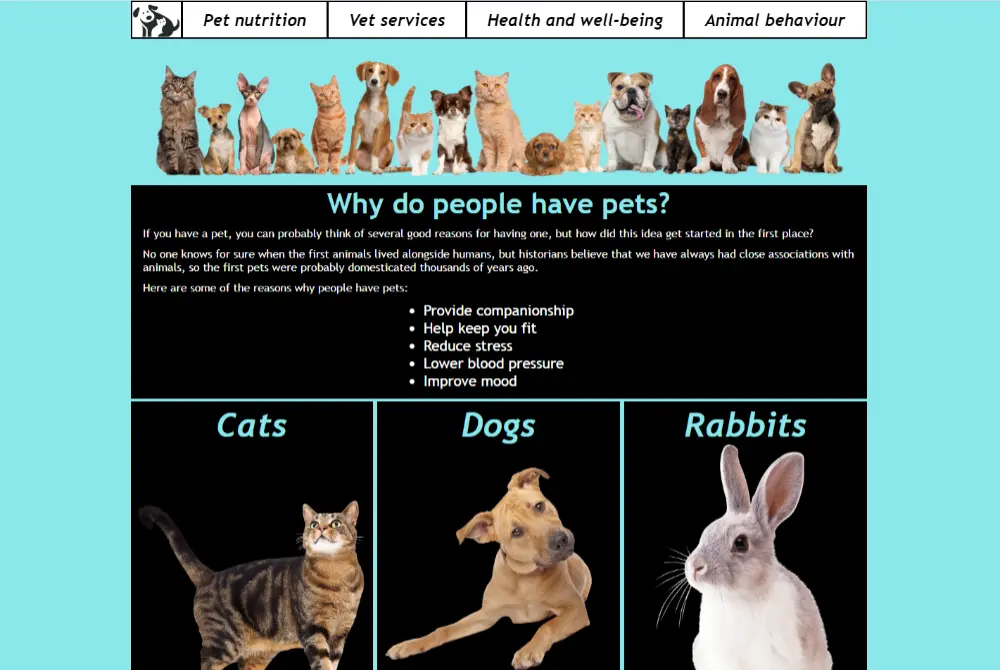 Pet nutrition
Vet services
Health and well-being
Animal behaviour
Why do people have pets?
If you have a pet, you can probably think of several good reasons for having one, but how did this idea get started in the first place?
No one knows for sure when the first animals lived alongside humans, but historians believe that we have always had close associations with
animals, so the first pets were probably domesticated thousands of years ago.
Here are some of the reasons why people have pets:
• Provide companionship
• Help keep you fit
• Reduce stress
• Lower blood pressure
• Improve mood
Cats
Dogs
Rabbits